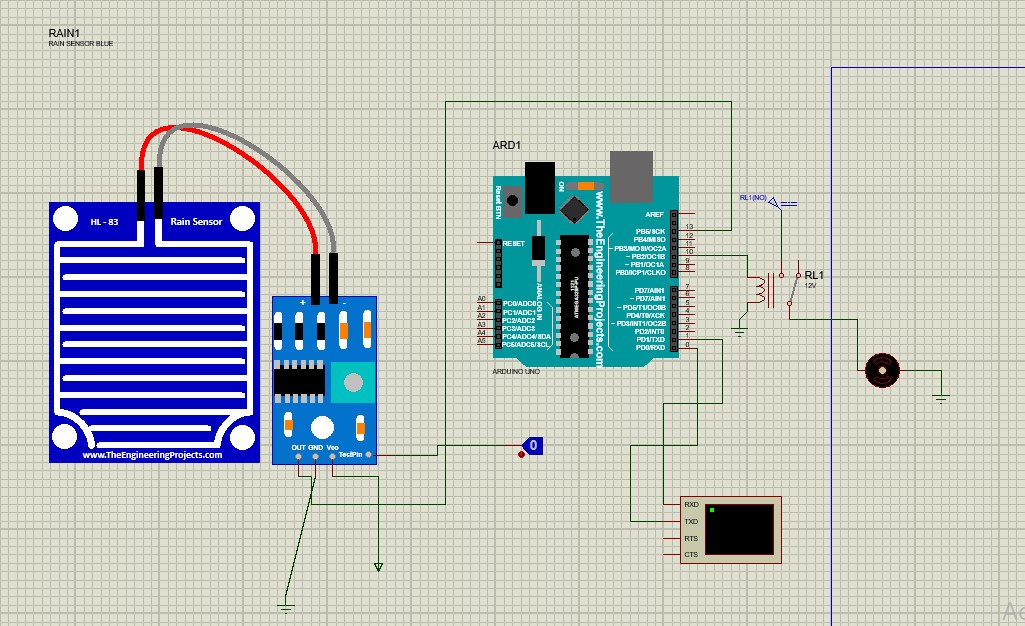 RAIN1
RAIN SENSOR BLUE
HL - 83 Rain Sensor
www.TheEngineeringProjects.com
+ -
OUT GND Vcc TestPin
0
ARD1
Reset BTN
ON
www.TheEngineeringProjects.com
RESET
ANALOG IN
A0 PC0/ADC0
A1 PC1/ADC1
A2 PC2/ADC2
A3 PC3/ADC3
A4 PC4/ADC4/SDA
A5 PC5/ADC5/SCL
AREF
PB5/SCK 13
PB4/MISO 12
~ PB3/MOSI/OC2A 11
~ PB2/OC1B 10
~ PB1/OC1A 9
PB0/ICP1/CLKO 8
PD7/AIN1 7
~ PD7/AIN1 6
~ PD5/T1/OC0B 5
PD4/T0/XCK 4
~ PD3/INT1/OC2B 3
PD2/INT0 2
PD1/TXD 1
PD0/RXD 0
ARDUINO UNO
RL1(NO)
RL1
12V
RXD
TXD
RTS
CTS